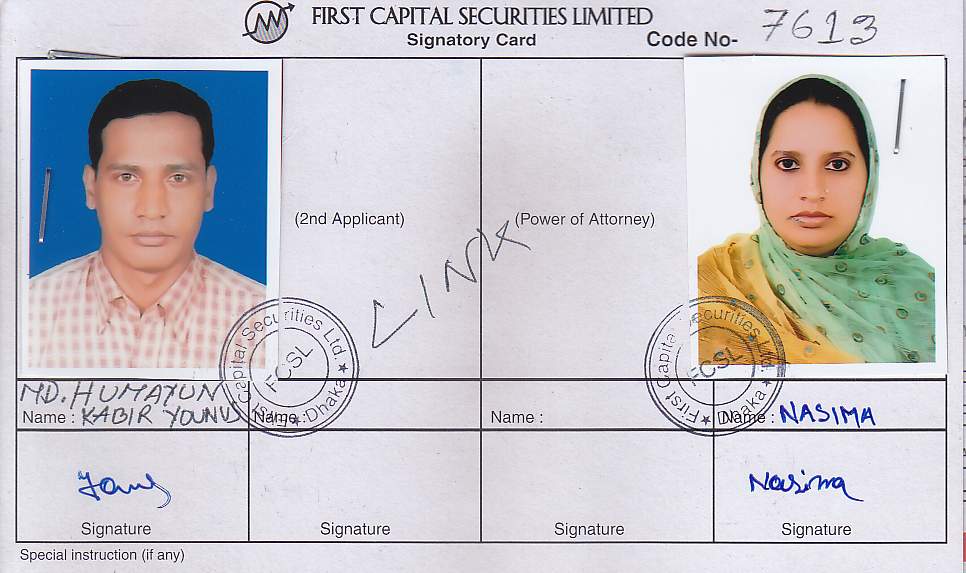 FIRST CAPITAL SECURITIES LIMITED
Signatory Card
Code No- 7613
(2nd Applicant)
(Power of Attorney)
LINK
First Capital Securities Ltd. ★ Dhaka ★
FCSL
First Capital Securities Ltd. ★ Dhaka ★
FCSL
MD. HUMAYUN
Name : KABIR YOUNUS
Name :
Name :
Name : NASIMA
Nasima
Signature
Signature
Signature
Signature
Special instruction (if any)